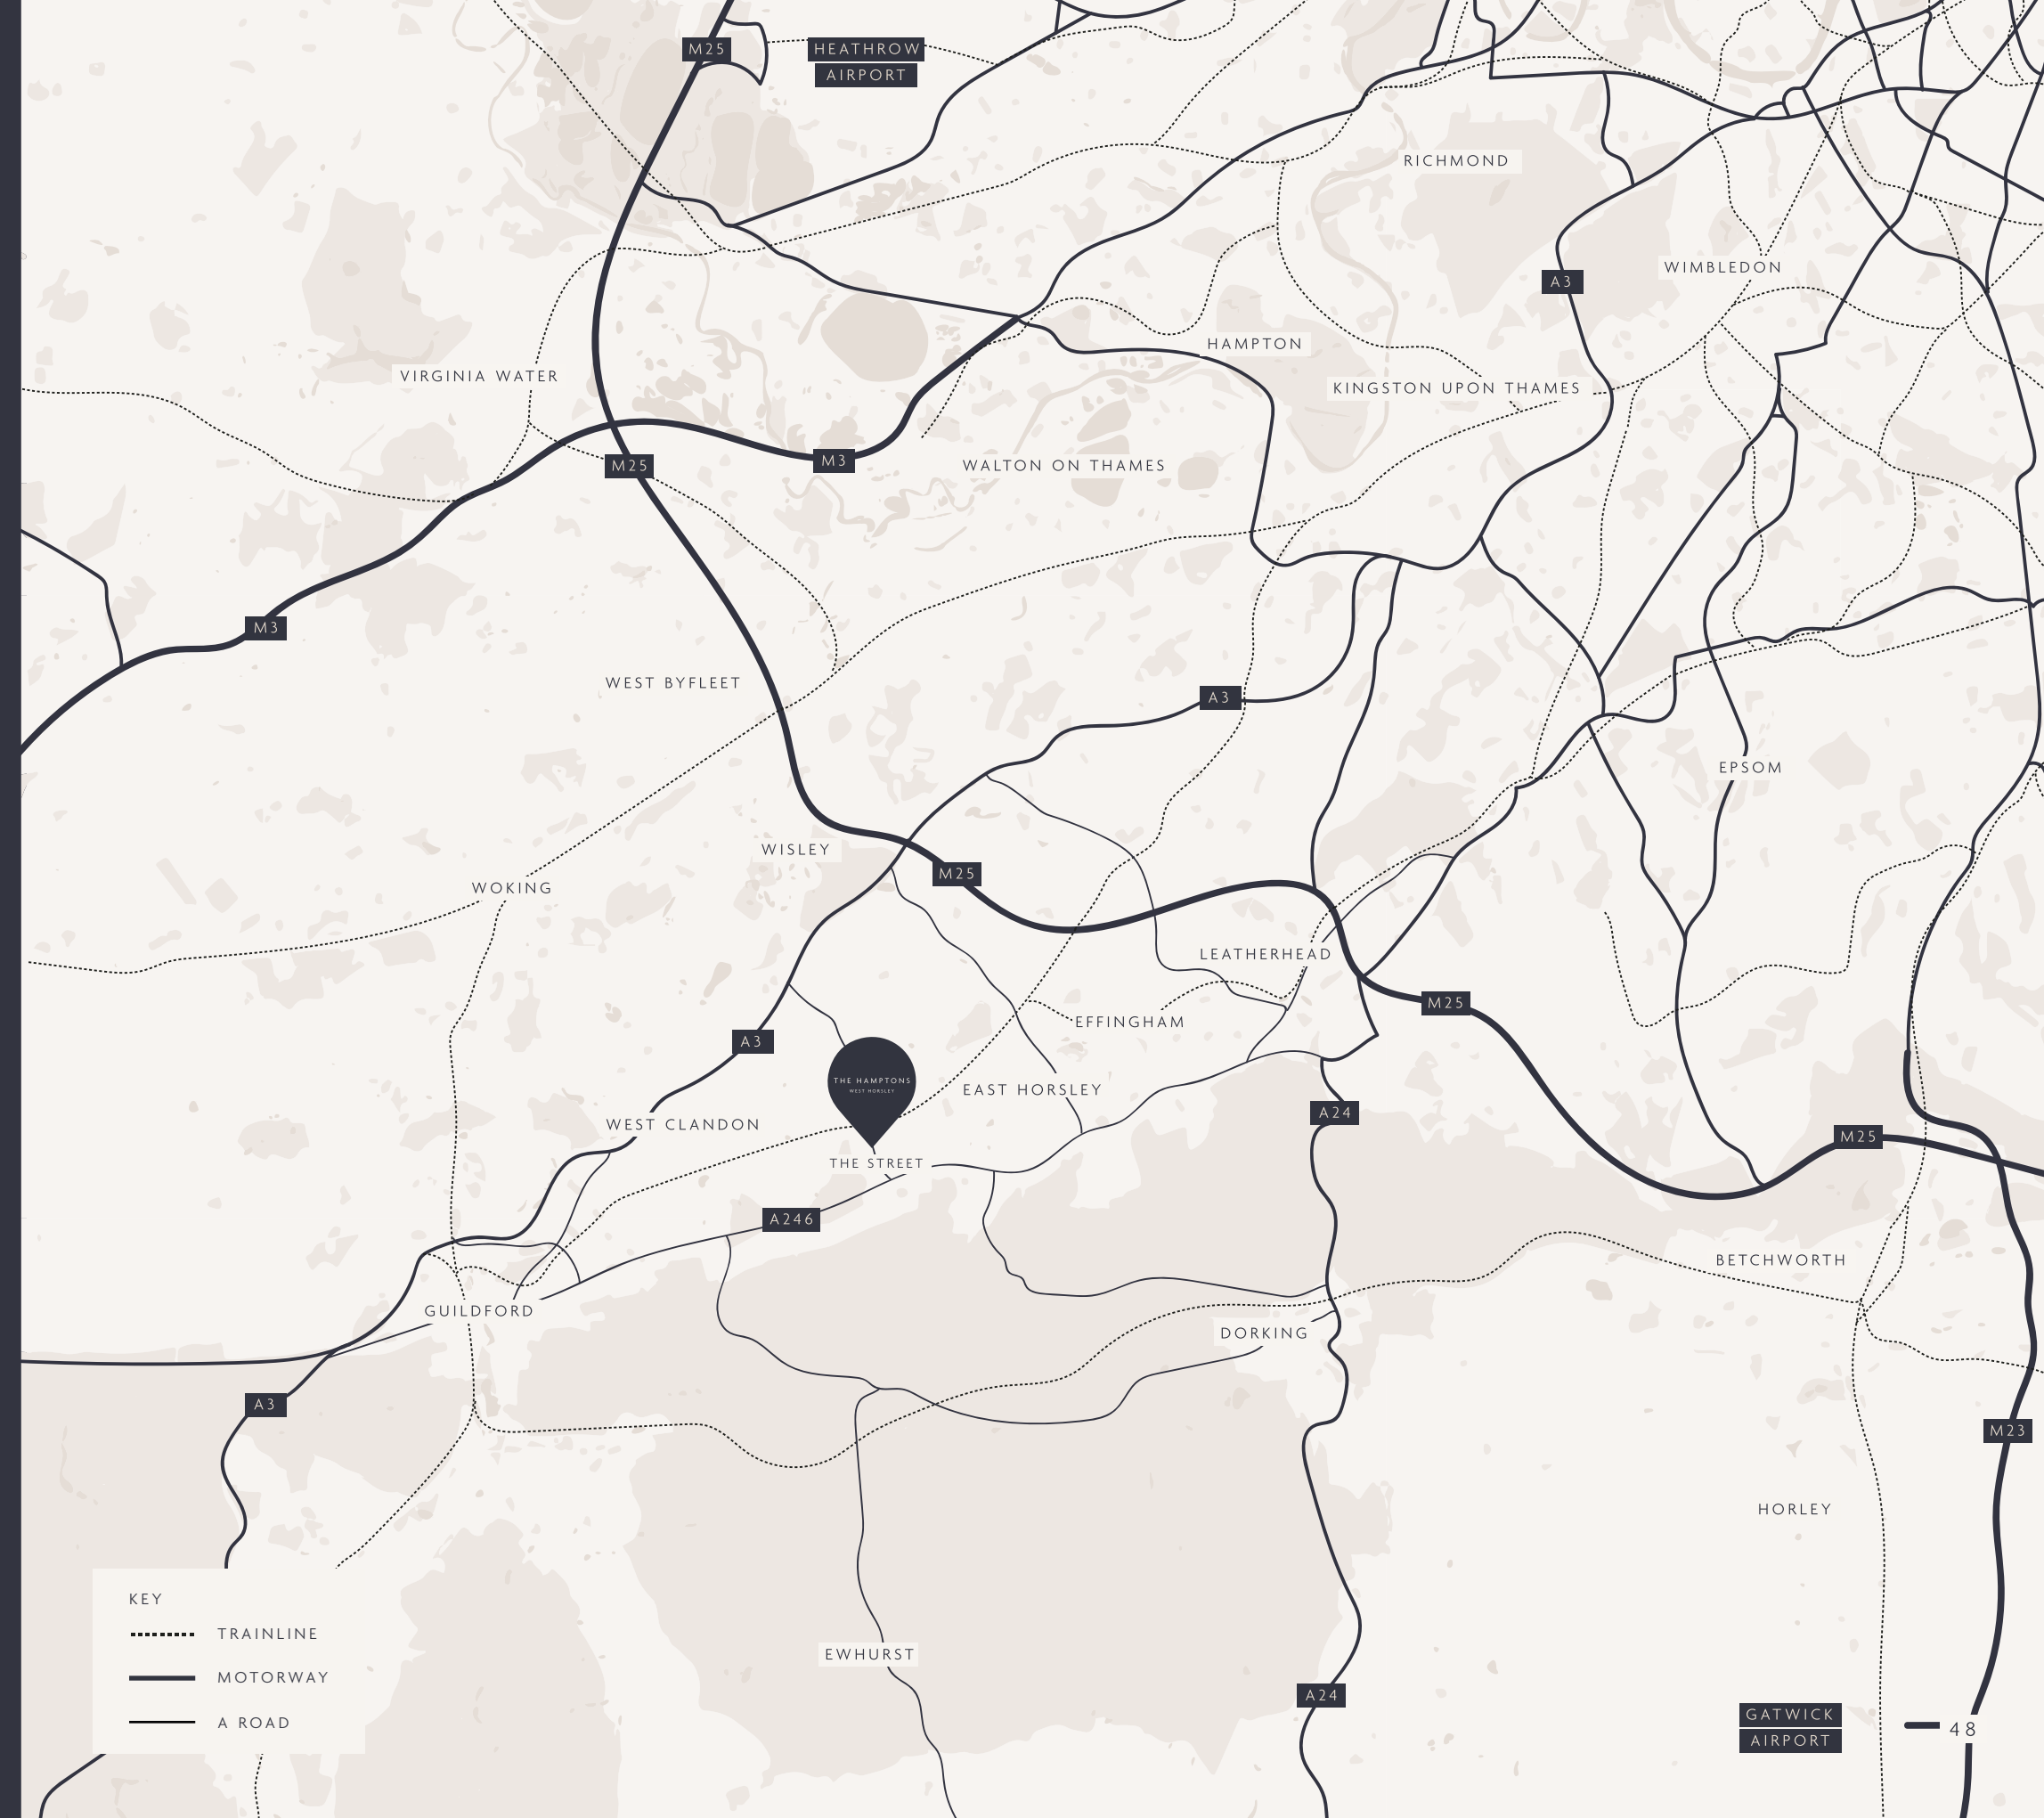 M25
HEATHROW
AIRPORT
RICHMOND
WIMBLEDON
A3
HAMPTON
VIRGINIA WATER
KINGSTON UPON THAMES
M25
M3
WALTON ON THAMES
M3
WEST BYFLEET
A3
EPSOM
WISLEY
M25
WOKING
LEATHERHEAD
M25
EFFINGHAM
A3
THE HAMPTONS
WEST HORSLEY
EAST HORSLEY
A24
WEST CLANDON
M25
THE STREET
A246
BETCHWORTH
GUILDFORD
DORKING
A3
M23
HORLEY
KEY
TRAINLINE
MOTORWAY
A ROAD
EWHURST
A24
GATWICK
AIRPORT
48